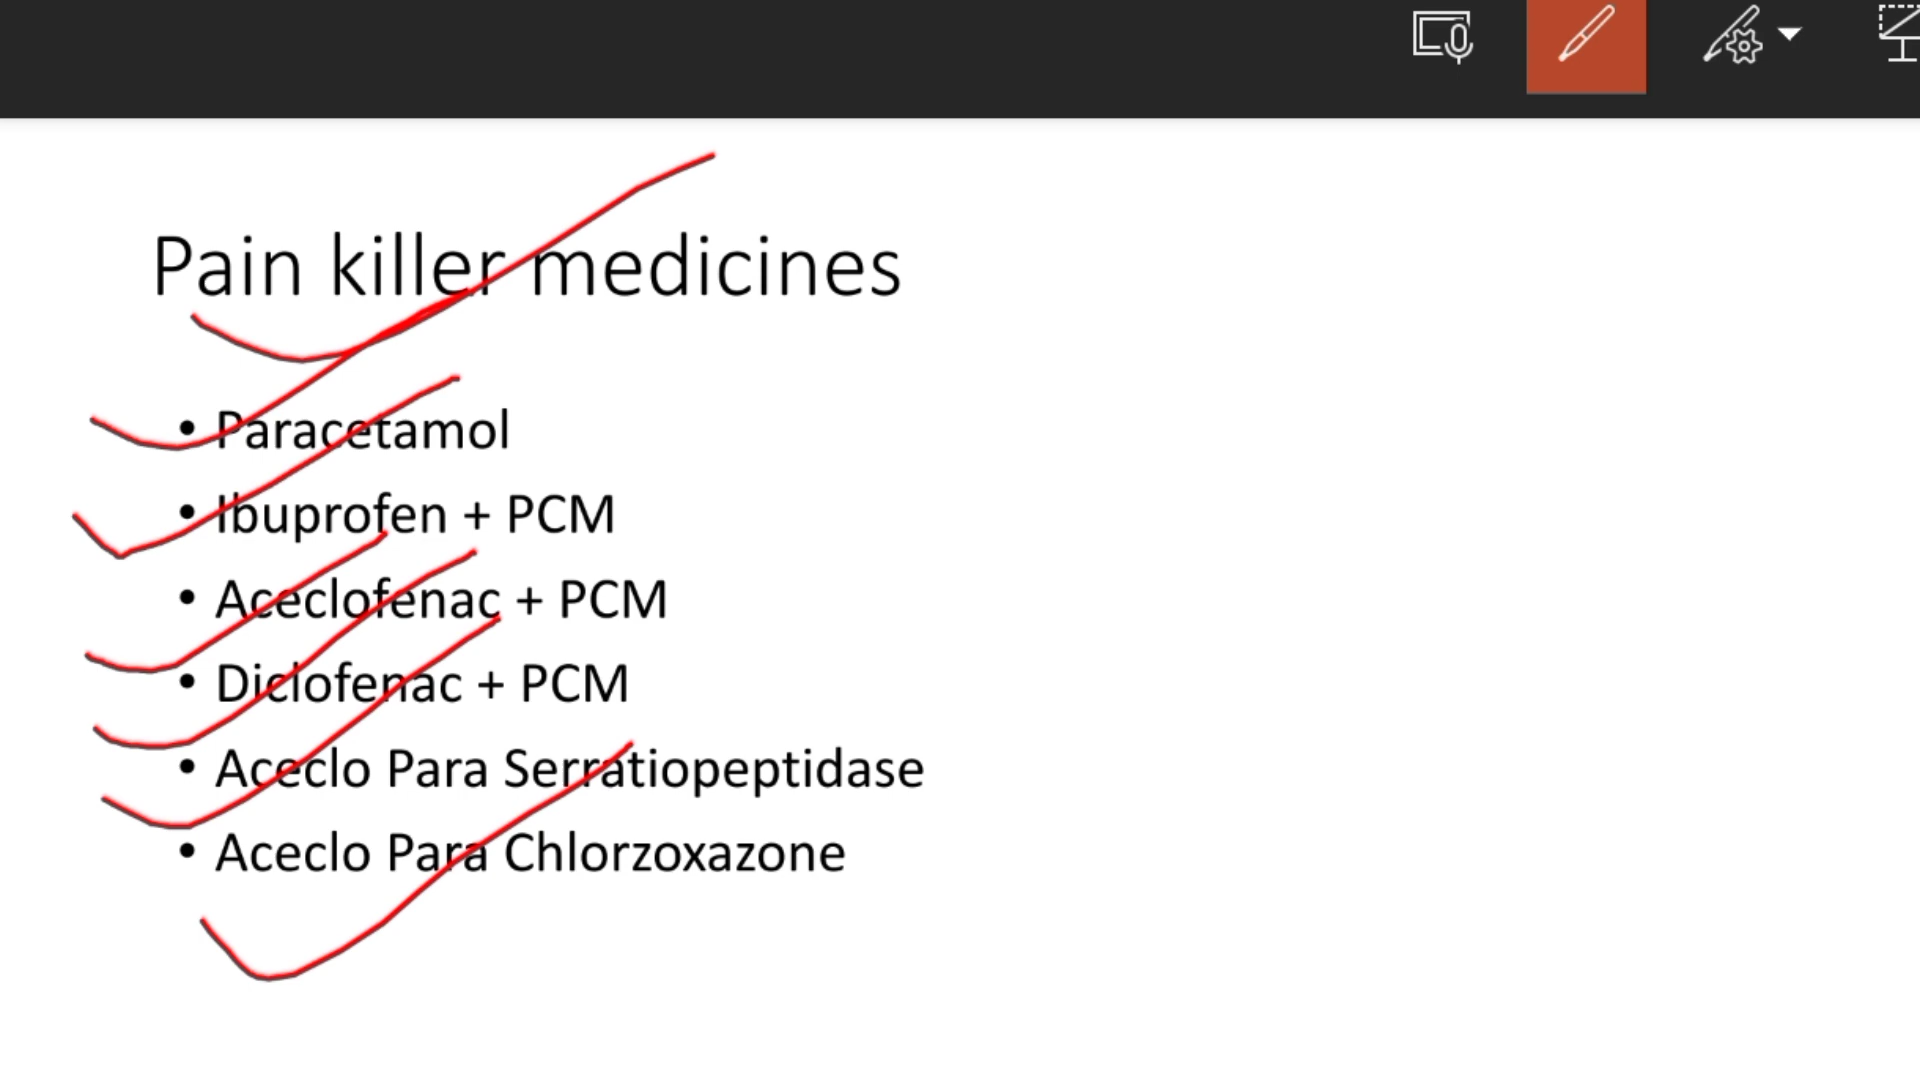 Pain killer medicines
• Paracetamol
• Ibuprofen + PCM
• Aceclofenac + PCM
• Diclofenac + PCM
• Aceclo Para Serratiopeptidase
• Aceclo Para Chlorzoxazone